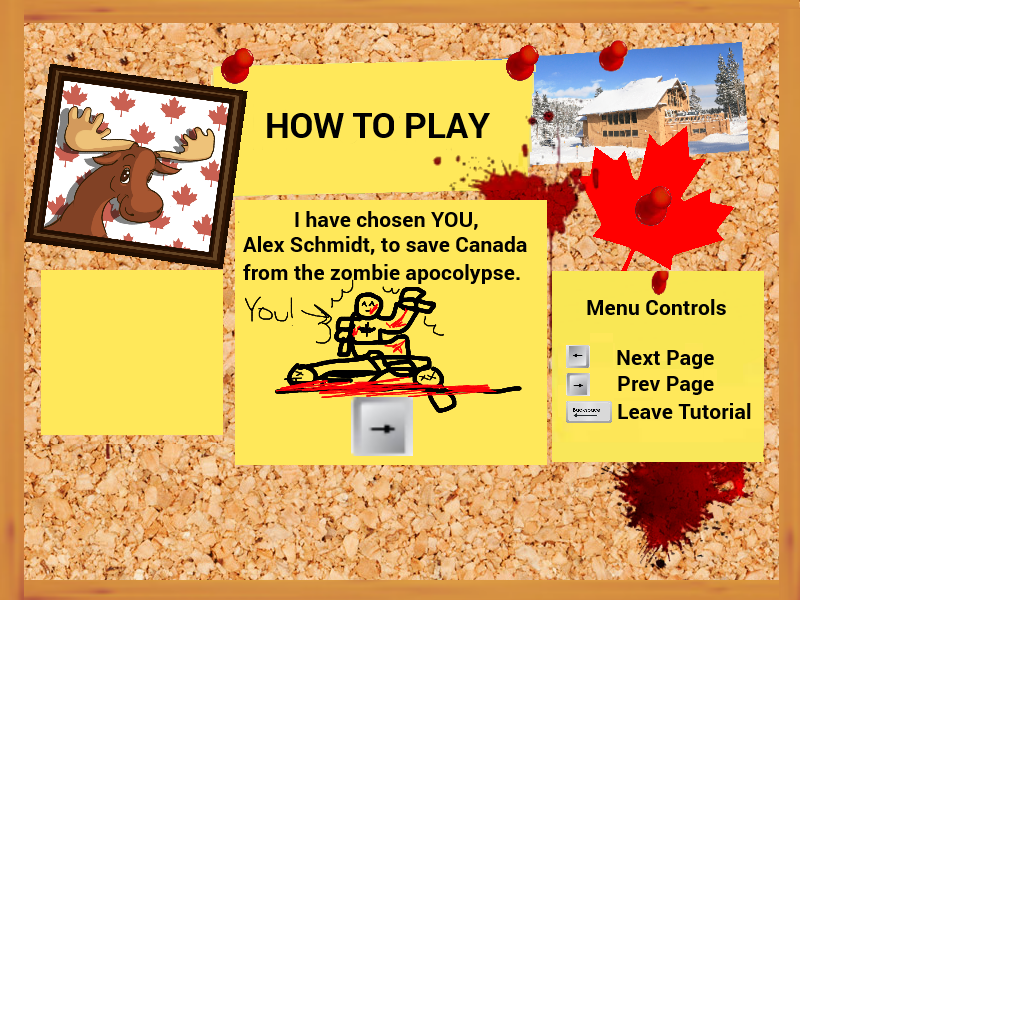 HOW TO PLAY
I have chosen YOU,
Alex Schmidt, to save Canada
from the zombie apocolypse.
You!
Menu Controls
Next Page
Prev Page
Backspace
Leave Tutorial